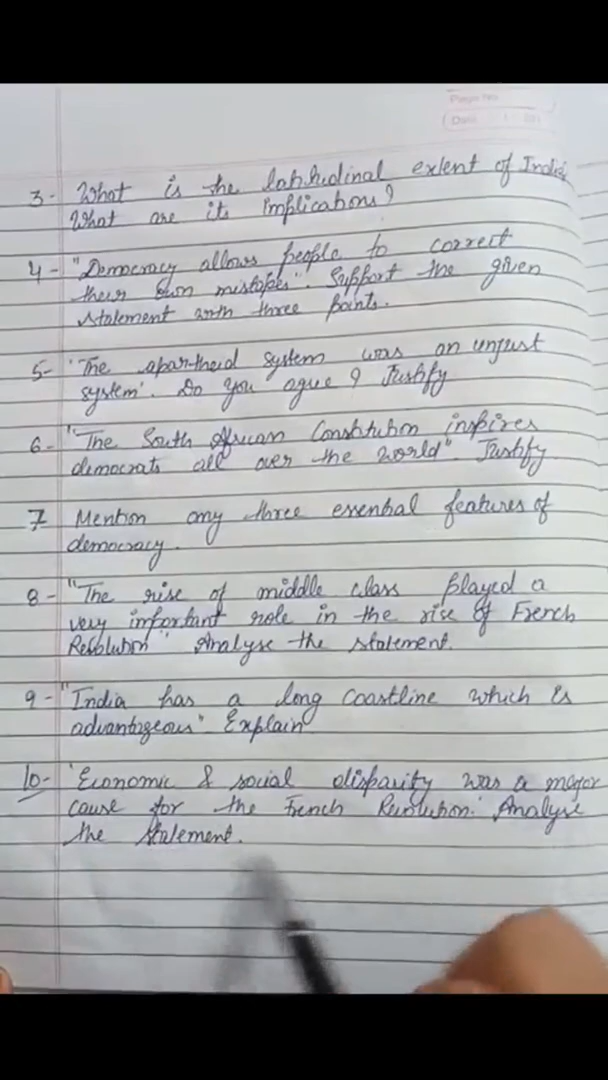 Page No.
Date
3- What is the latitudinal extent of India
What are its implications?
4- "Democracy allows people to correct
their own mistakes". Support the given
statement with three points.
5- "The apartheid system was an unjust
system'. Do you agree? Justify
6- "The South African Constitution inspires
democrats all over the world" Justify
7 Mention any three essential features of
democracy.
8- "The rise of middle class played a
very important role in the rise of French
Revolution" Analyse the statement.
9- "India has a long coastline which is
advantageous" Explain
10- 'Economic & social disparity was a major
cause for the French Revolution. Analyse
the statement.